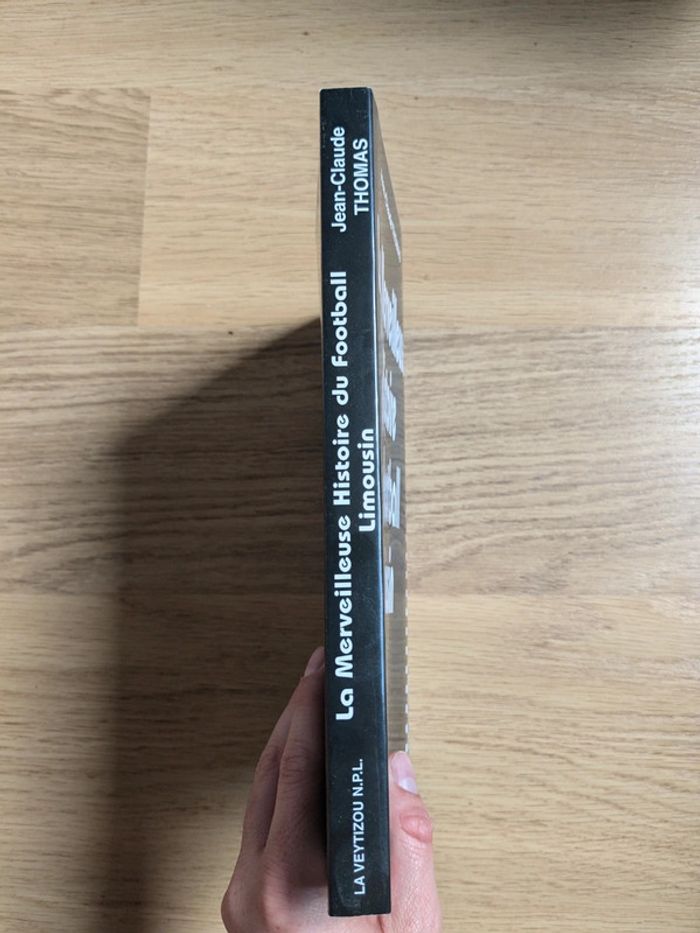 Jean-Claude
THOMAS
La Merveilleuse Histoire du Football
Limousin
LA VEYTIZOU N.P.L.